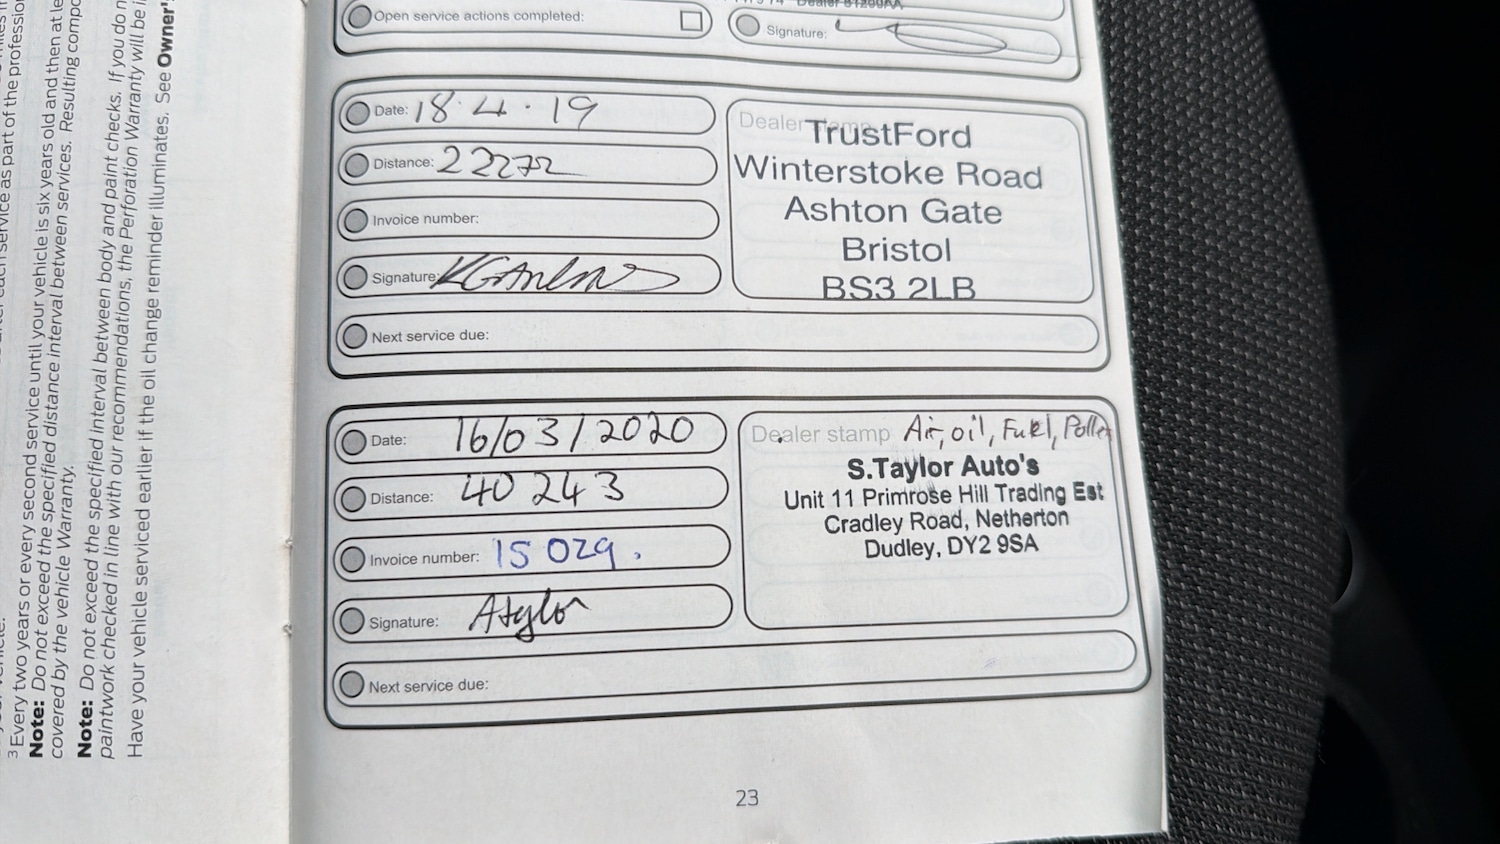 Open service actions completed:
Signature:
Date: 18.4.19
Distance: 22272
Invoice number:
Signature:
Next service due:
Dealer
TrustFord
Winterstoke Road
Ashton Gate
Bristol
BS3 2LB
Date: 16/03/2020
Distance: 40243
Invoice number: 15029.
Signature: Ataylor
Next service due:
Dealer stamp Air, oil, Fuel, Pollen
S.Taylor Auto's
Unit 11 Primrose Hill Trading Est
Cradley Road, Netherton
Dudley, DY2 9SA
23
3 Every two years or every second service until your vehicle is six years old and then at
Note: Do not exceed the specified distance interval between services. Resulting
covered by the vehicle Warranty.
Note: Do not exceed the specified interval between body and paint checks. If you do
paintwork checked in line with our recommendations, the Perforation Warranty will be
Have your vehicle serviced earlier if the oil change reminder illuminates. See Owner's